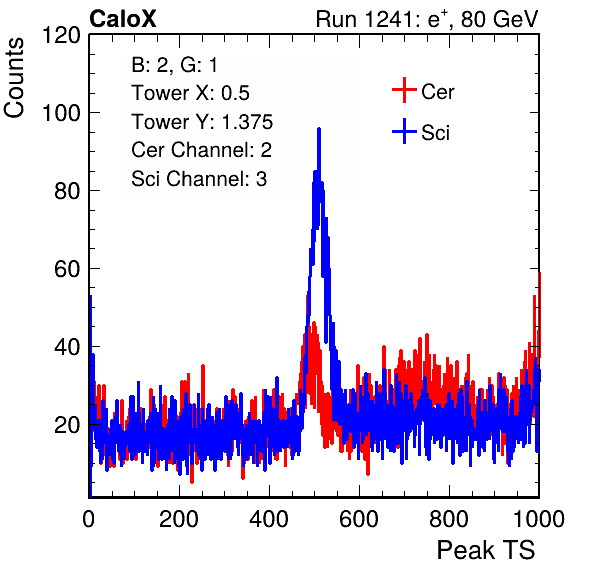 CaloX Run 1241: e⁺, 80 GeV
Counts
120
100
80
60
40
20
B: 2, G: 1
Tower X: 0.5
Tower Y: 1.375
Cer Channel: 2
Sci Channel: 3
Cer
Sci
0 200 400 600 800 1000
Peak TS